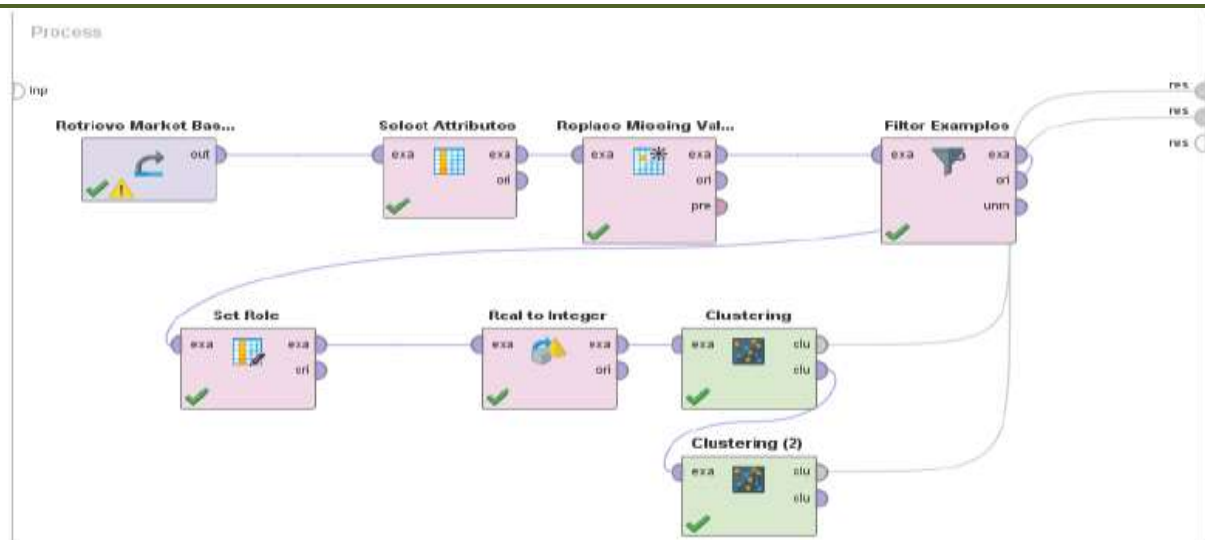 Process
inp
res
res
res
Retrieve Market Bas...
out
Select Attributes
exa
exa
ori
Replace Missing Val...
exa
exa
ori
pre
Filter Examples
exa
exa
ori
unm
Set Role
exa
exa
ori
Real to Integer
exa
exa
ori
Clustering
exa
clu
clu
Clustering (2)
exa
clu
clu